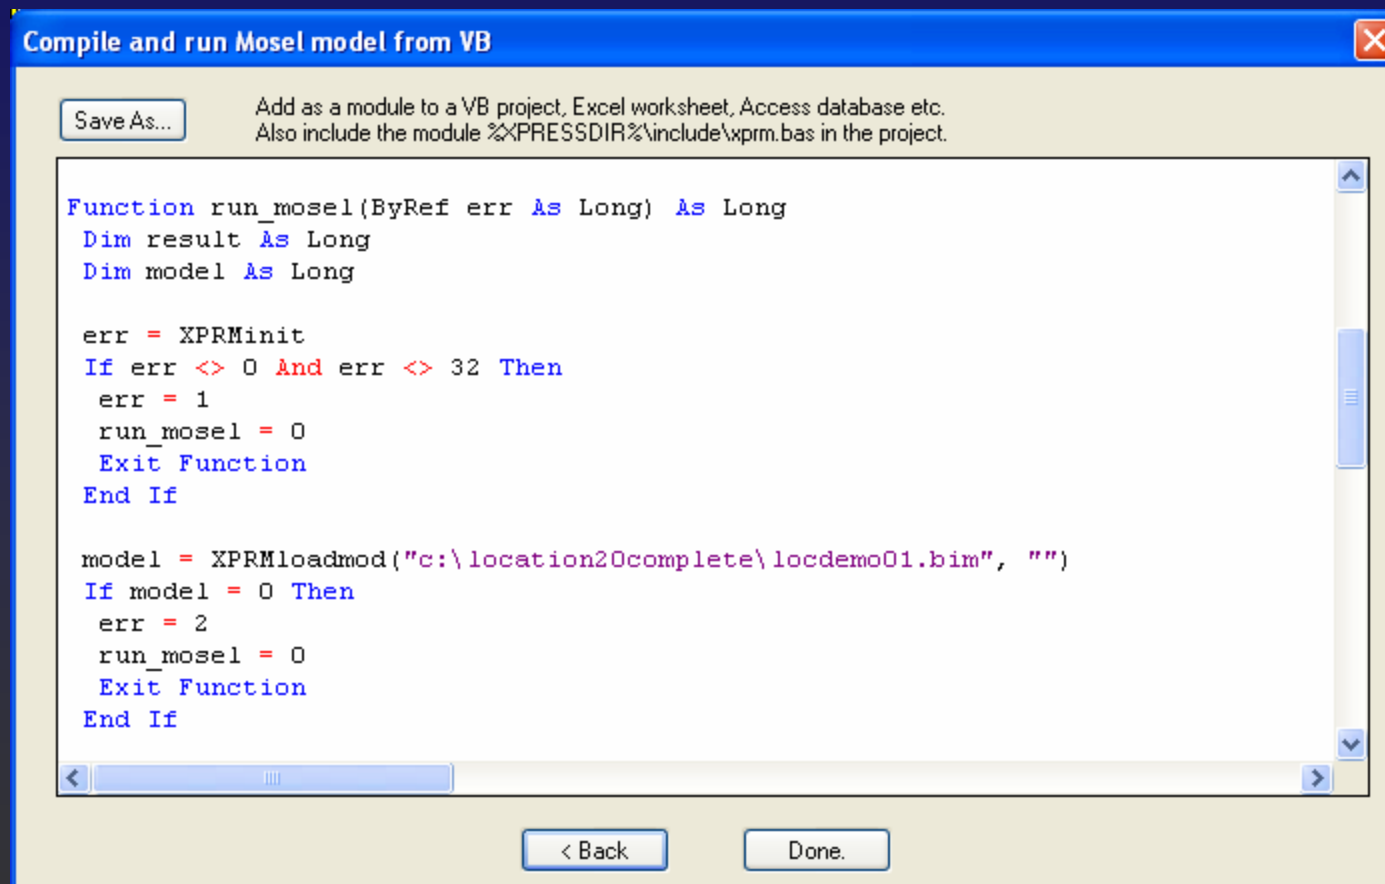 Compile and run Mosel model from VB
Save As...
Add as a module to a VB project, Excel worksheet, Access database etc.
Also include the module %XPRESSDIR%\include\xprm.bas in the project.
Function run_mosel(ByRef err As Long) As Long
Dim result As Long
Dim model As Long
err = XPRMinit
If err <> 0 And err <> 32 Then
err = 1
run_mosel = 0
Exit Function
End If
model = XPRMloadmod("c:\location20complete\locdemo01.bim", "")
If model = 0 Then
err = 2
run_mosel = 0
Exit Function
End If
< Back
Done.